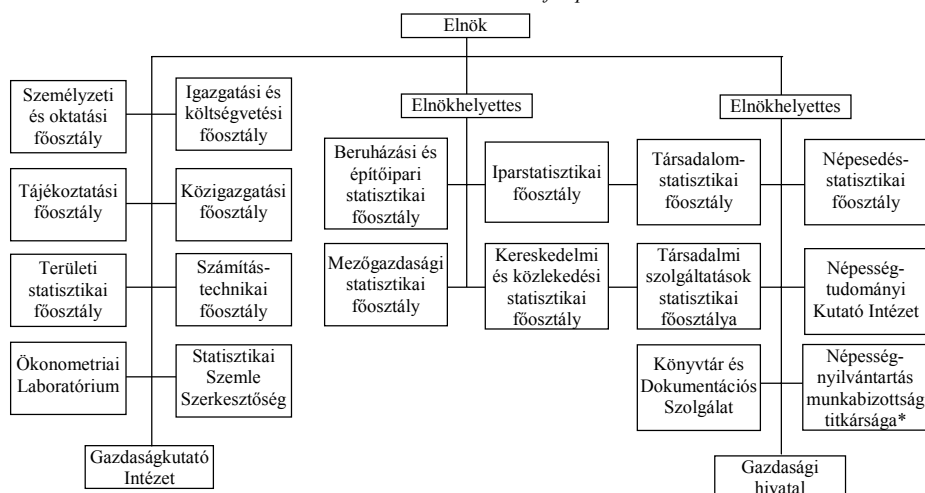 Elnök
Személyzeti
és oktatási
főosztály
Igazgatási és
költségvetési
főosztály
Tájékoztatási
főosztály
Közigazgatási
főosztály
Területi
statisztikai
főosztály
Számítás-
technikai
főosztály
Ökonometriai
Laboratórium
Statisztikai
Szemle
Szerkesztőség
Gazdaságkutató
Intézet
Elnökhelyettes
Beruházási és
építőipari
statisztikai
főosztály
Iparstatisztikai
főosztály
Mezőgazdasági
statisztikai
főosztály
Kereskedelmi
és közlekedési
statisztikai
főosztály
Elnökhelyettes
Társadalom-
statisztikai
főosztály
Népesedés-
statisztikai
főosztály
Társadalmi
szolgáltatások
statisztikai
főosztálya
Népesség-
tudományi
Kutató Intézet
Könyvtár és
Dokumentációs
Szolgálat
Népesség-
nyilvántartás
munkabizottság
titkársága*
Gazdasági
hivatal